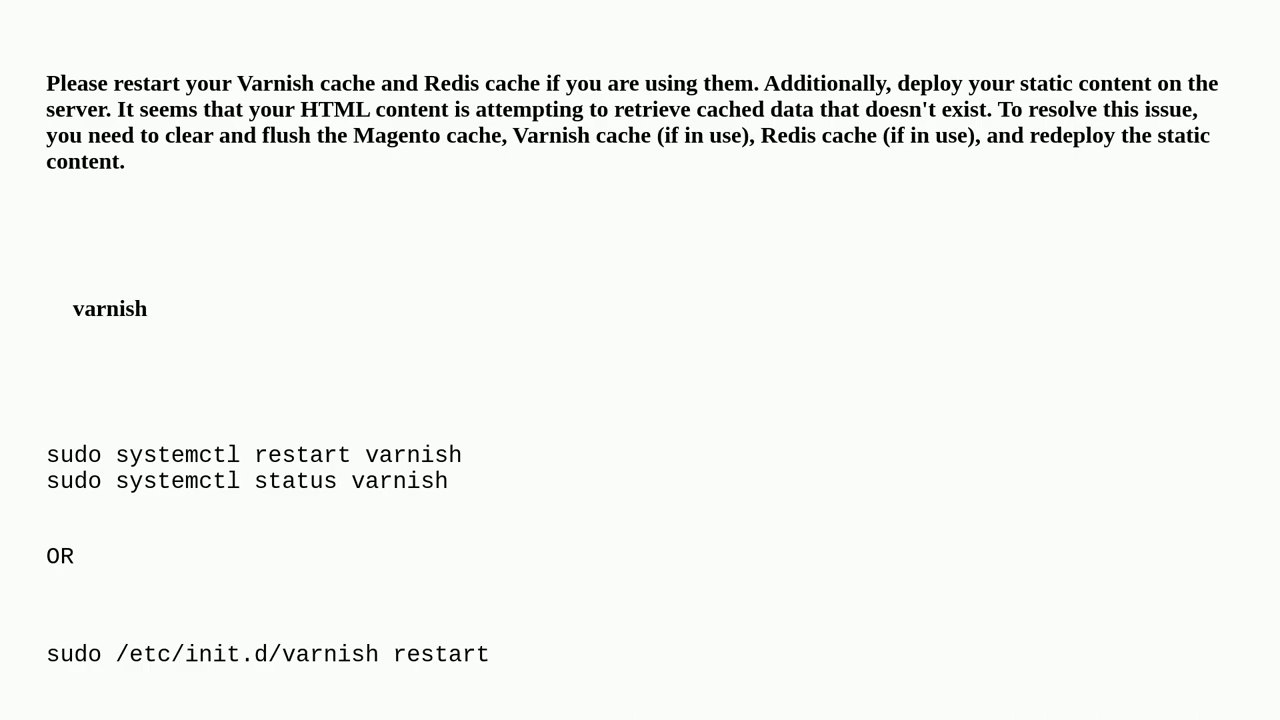 Please restart your Varnish cache and Redis cache if you are using them. Additionally, deploy your static content on the
server. It seems that your HTML content is attempting to retrieve cached data that doesn't exist. To resolve this issue,
you need to clear and flush the Magento cache, Varnish cache (if in use), Redis cache (if in use), and redeploy the static
content.
varnish
sudo systemctl restart varnish
sudo systemctl status varnish
OR
sudo /etc/init.d/varnish restart